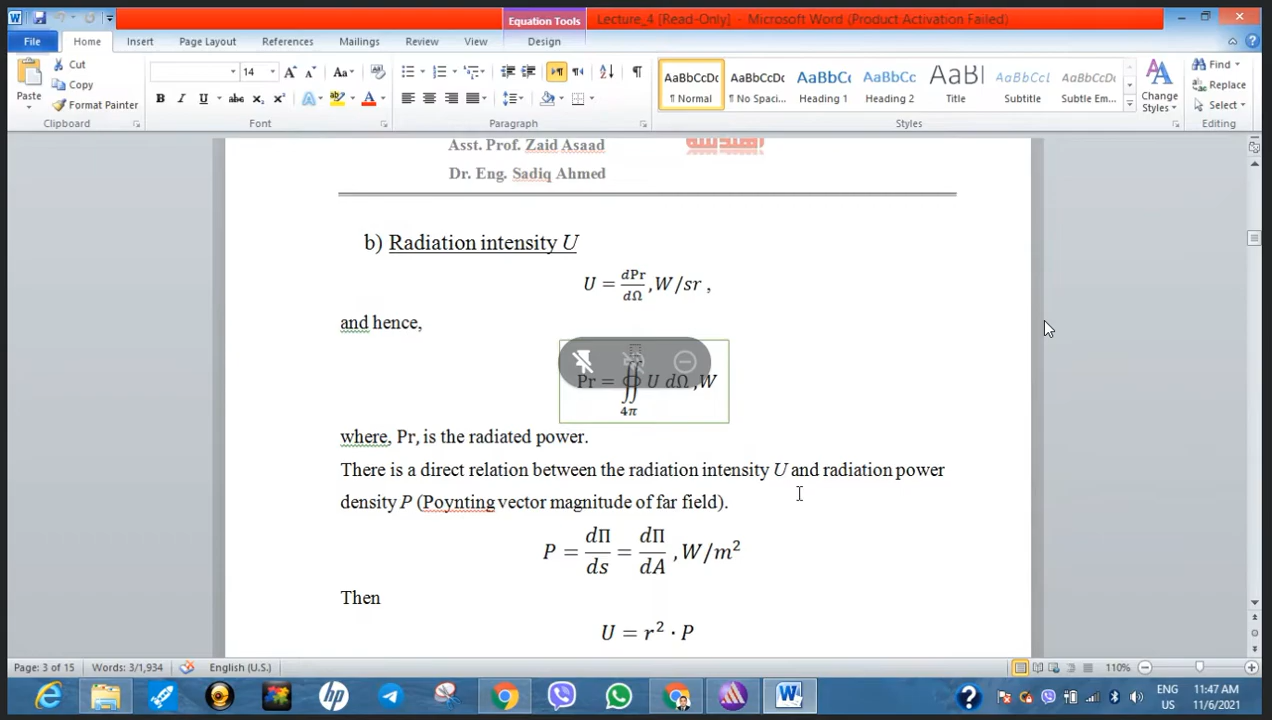 Equation Tools
Lecture_4 [Read-Only] - Microsoft Word (Product Activation Failed)
File Home Insert Page Layout References Mailings Review View Design
Paste
Cut
Copy
Format Painter
Clipboard
14
Font
Paragraph
AaBbCcDc AaBbCcDc AaBbC( AaBbCc AaBl AaBbCc. AaBbCcDc
¶ Normal ¶ No Spaci... Heading 1 Heading 2 Title Subtitle Subtle Em...
Styles
Change Styles
Find
Replace
Select
Editing
Asst. Prof. Zaid Asaad
Dr. Eng. Sadiq Ahmed
b) Radiation intensity U
U = dPr/dΩ ,W/sr ,
and hence,
Pr = ∯ U dΩ ,W
4π
where, Pr, is the radiated power.
There is a direct relation between the radiation intensity U and radiation power
density P (Poynting vector magnitude of far field).
P = dΠ/ds = dΠ/dA ,W/m²
Then
U = r² · P
Page: 3 of 15 Words: 3/1,934 English (U.S.) 110%
ENG
US
11:47 AM
11/6/2021